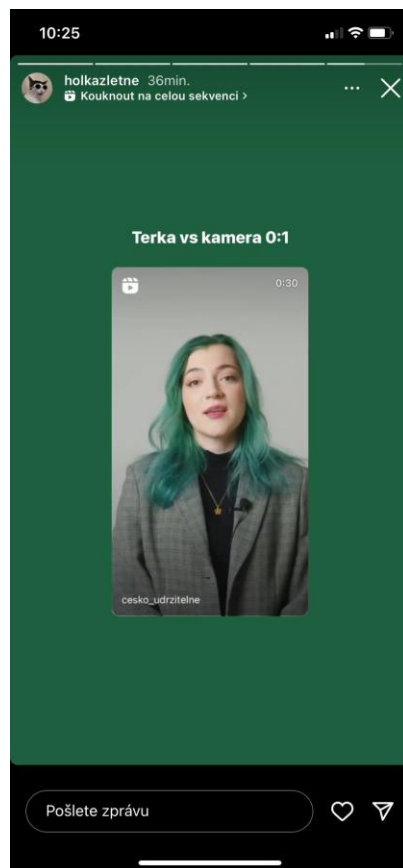 10:25
holkazletne 36min.
Kouknout na celou sekvenci >
Terka vs kamera 0:1
0:30
cesko_udrzitelne
Pošlete zprávu